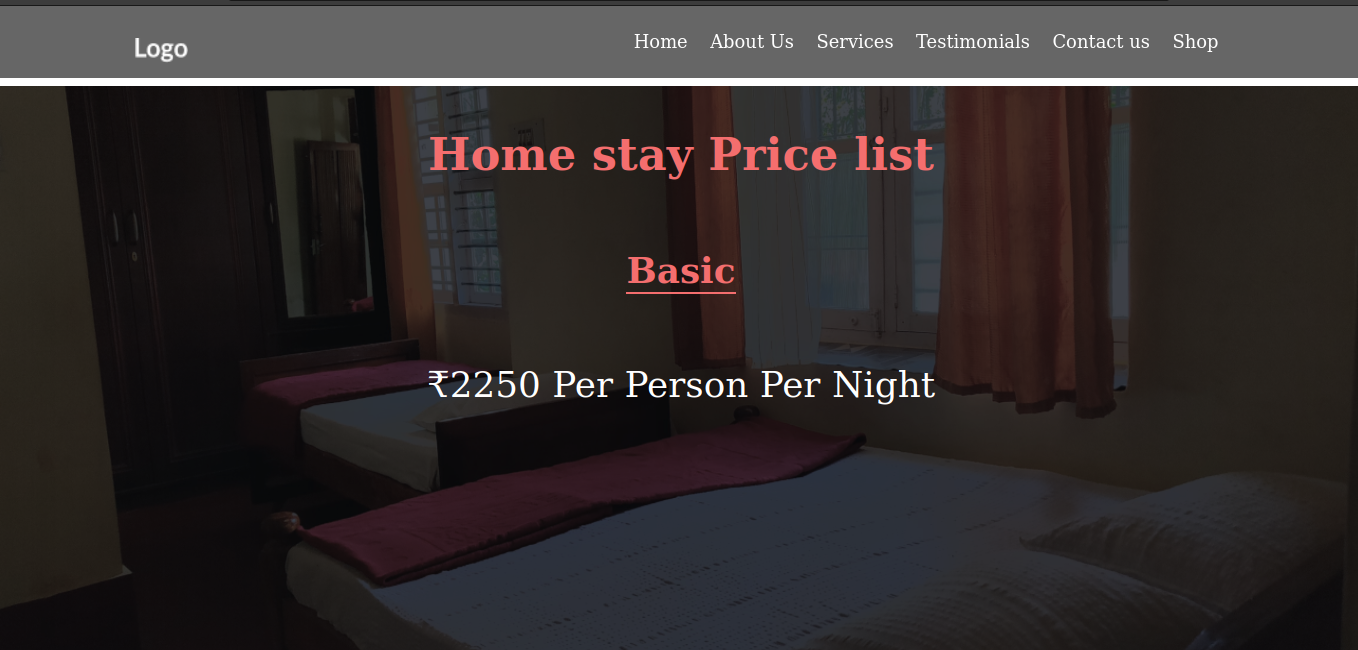 Logo
Home About Us Services Testimonials Contact us Shop
Home stay Price list
Basic
₹2250 Per Person Per Night